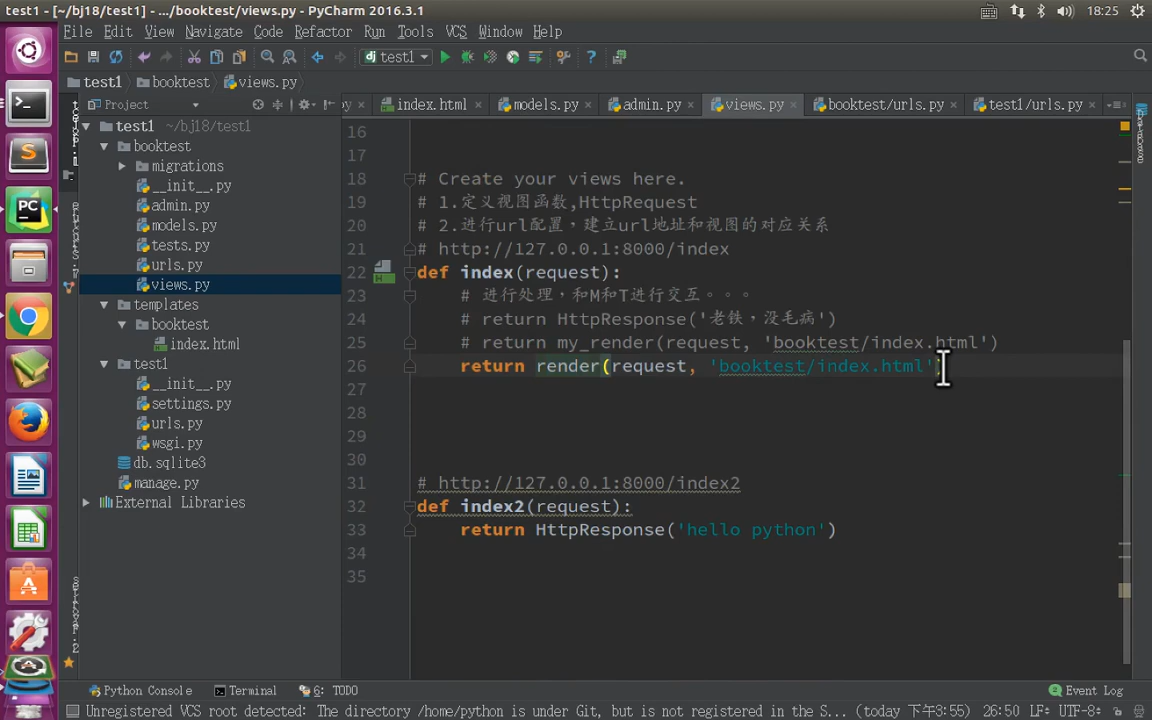 test1 - [~/bj18/test1] - .../booktest/views.py - PyCharm 2016.3.1
18:25
File Edit View Navigate Code Refactor Run Tools VCS Window Help
test1
test1 booktest views.py
Project
index.html models.py admin.py views.py booktest/urls.py test1/urls.py
test1 ~/bj18/test1
booktest
migrations
__init__.py
admin.py
models.py
tests.py
urls.py
views.py
templates
booktest
index.html
test1
__init__.py
settings.py
urls.py
wsgi.py
db.sqlite3
manage.py
External Libraries
16
17
18 # Create your views here.
19 # 1.定义视图函数,HttpRequest
20 # 2.进行url配置，建立url地址和视图的对应关系
21 # http://127.0.0.1:8000/index
22 def index(request):
23 # 进行处理，和M和T进行交互。。。
24 # return HttpResponse('老铁，没毛病')
25 # return my_render(request, 'booktest/index.html')
26 return render(request, 'booktest/index.html')
27
28
29
30
31 # http://127.0.0.1:8000/index2
32 def index2(request):
33 return HttpResponse('hello python')
34
35
Python Console Terminal 6: TODO Event Log
Unregistered VCS root detected: The directory /home/python is under Git, but is not registered in the S... (today 下午3:55) 26:50 LF÷ UTF-8÷